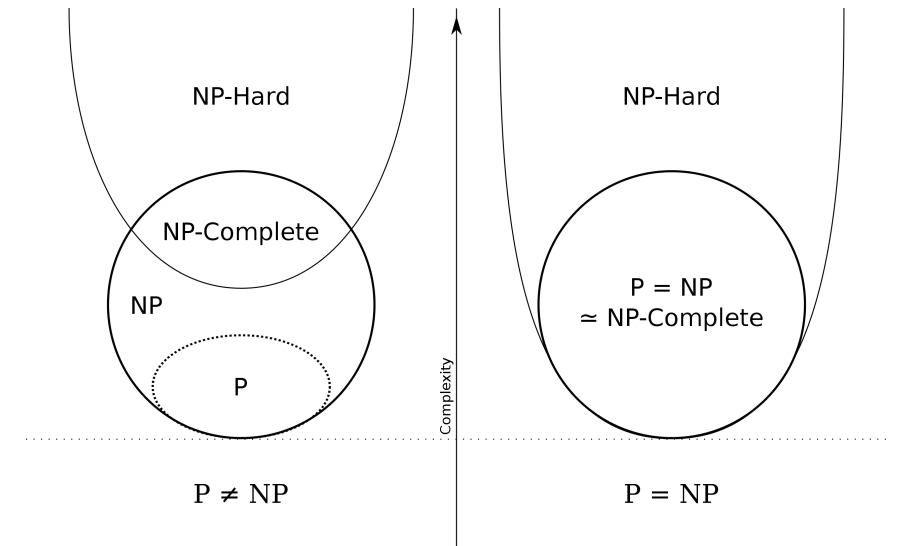 NP-Hard
NP-Complete
NP
P
P ≠ NP
Complexity
NP-Hard
P = NP
≃ NP-Complete
P = NP